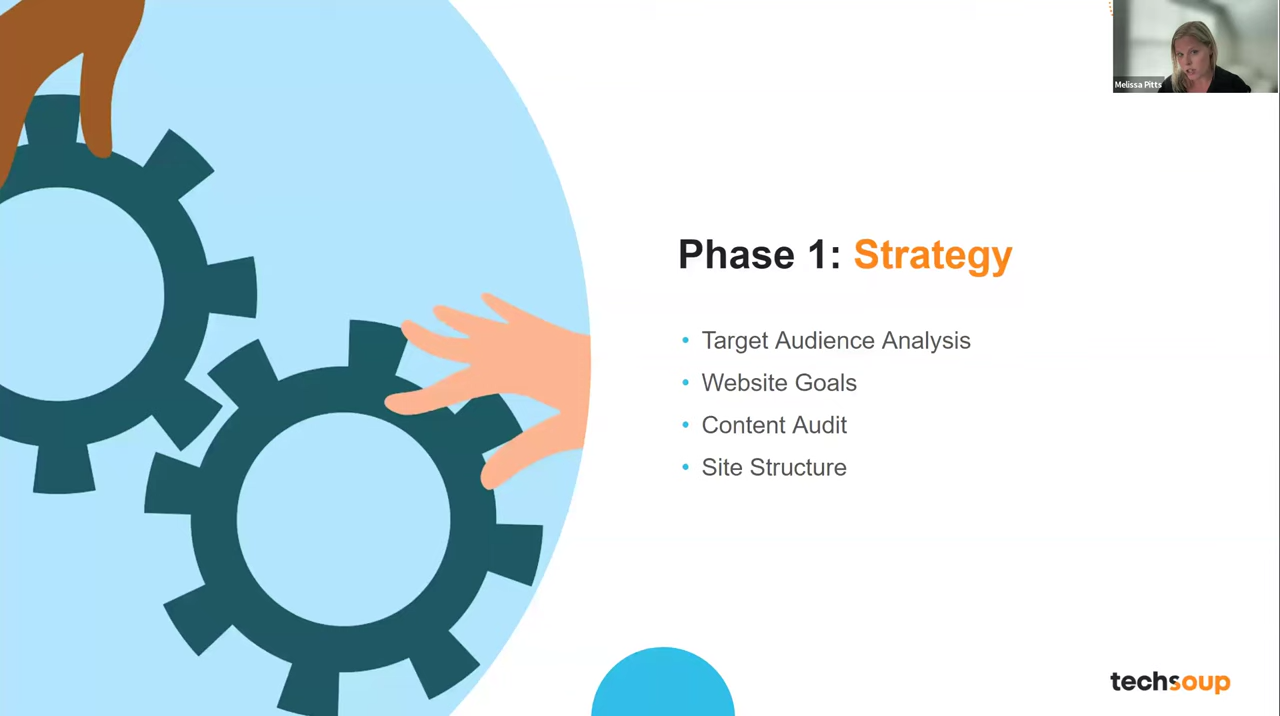 Melissa Pitts
Phase 1: Strategy
• Target Audience Analysis
• Website Goals
• Content Audit
• Site Structure
techsoup